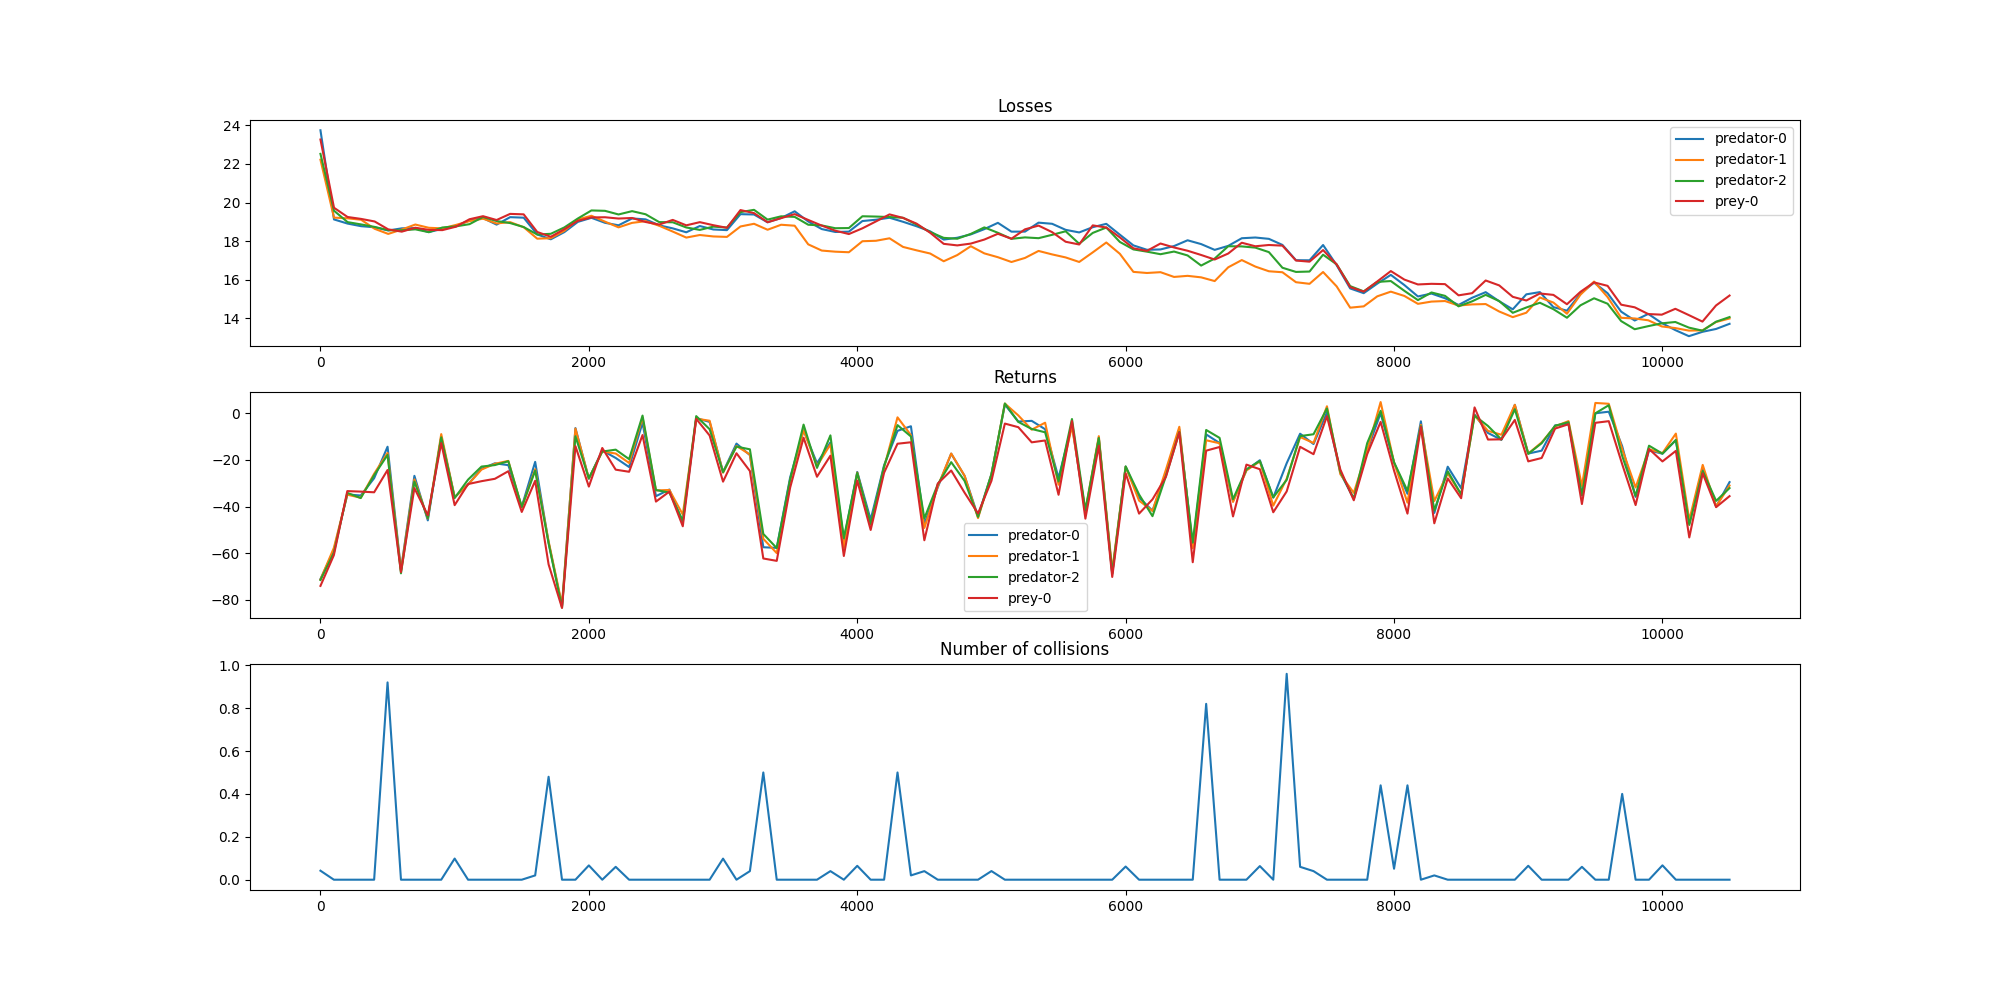 Losses
24
22
20
18
16
14
predator-0
predator-1
predator-2
prey-0
0 2000 4000 6000 8000 10000
Returns
0
−20
−40
−60
−80
predator-0
predator-1
predator-2
prey-0
0 2000 4000 6000 8000 10000
Number of collisions
1.0
0.8
0.6
0.4
0.2
0.0
0 2000 4000 6000 8000 10000